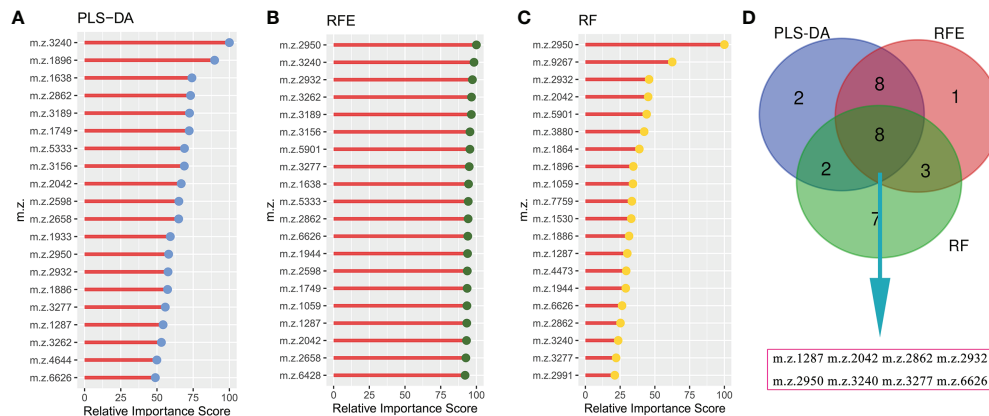 A
PLS−DA
m.z.
m.z.3240
m.z.1896
m.z.1638
m.z.2862
m.z.3189
m.z.1749
m.z.5333
m.z.3156
m.z.2042
m.z.2598
m.z.2658
m.z.1933
m.z.2950
m.z.2932
m.z.1886
m.z.3277
m.z.1287
m.z.3262
m.z.4644
m.z.6626
0 25 50 75 100
Relative Importance Score
B
RFE
m.z.
m.z.2950
m.z.3240
m.z.2932
m.z.3262
m.z.3189
m.z.3156
m.z.5901
m.z.3277
m.z.1638
m.z.5333
m.z.2862
m.z.6626
m.z.1944
m.z.2598
m.z.1749
m.z.1059
m.z.1287
m.z.2042
m.z.2658
m.z.6428
0 25 50 75 100
Relative Importance Score
C
RF
m.z.
m.z.2950
m.z.9267
m.z.2932
m.z.2042
m.z.5901
m.z.3880
m.z.1864
m.z.1896
m.z.1059
m.z.7759
m.z.1530
m.z.1886
m.z.1287
m.z.4473
m.z.1944
m.z.6626
m.z.2862
m.z.3240
m.z.3277
m.z.2991
0 25 50 75 100
Relative Importance Score
D
PLS-DA RFE
2 8 1
8
2 3
7
RF
m.z.1287 m.z.2042 m.z.2862 m.z.2932
m.z.2950 m.z.3240 m.z.3277 m.z.6626